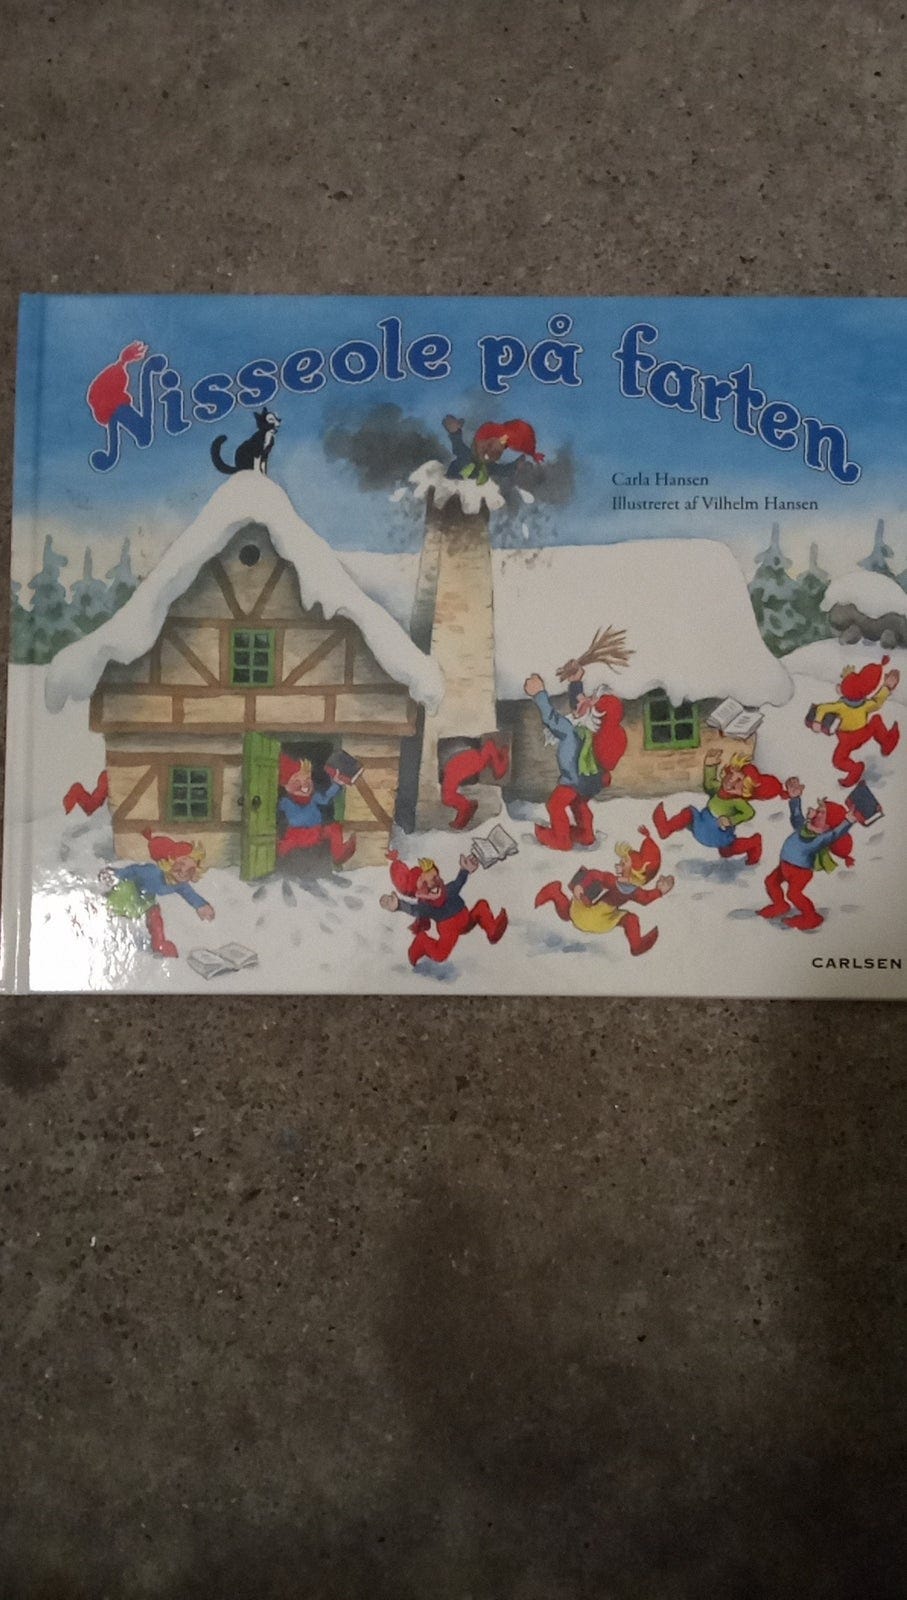 Nisseole på farten
Carla Hansen
Illustreret af Vilhelm Hansen
CARLSEN